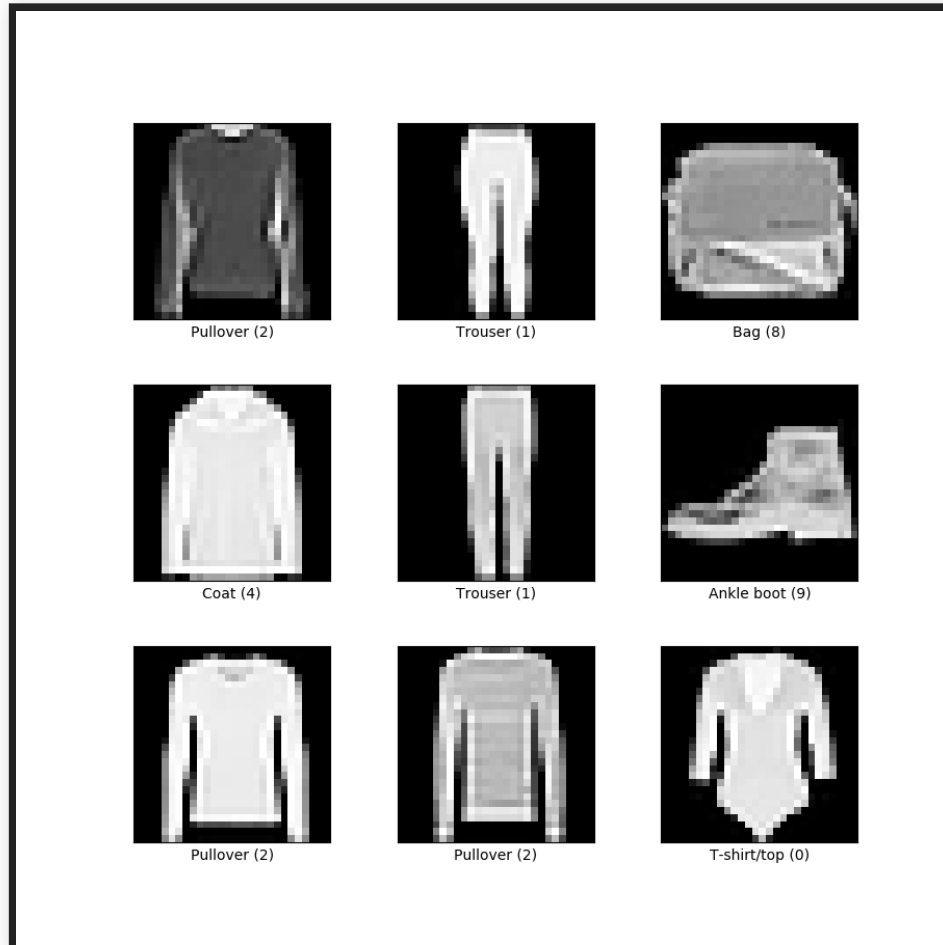 Pullover (2)
Trouser (1)
Bag (8)
Coat (4)
Trouser (1)
Ankle boot (9)
Pullover (2)
Pullover (2)
T-shirt/top (0)